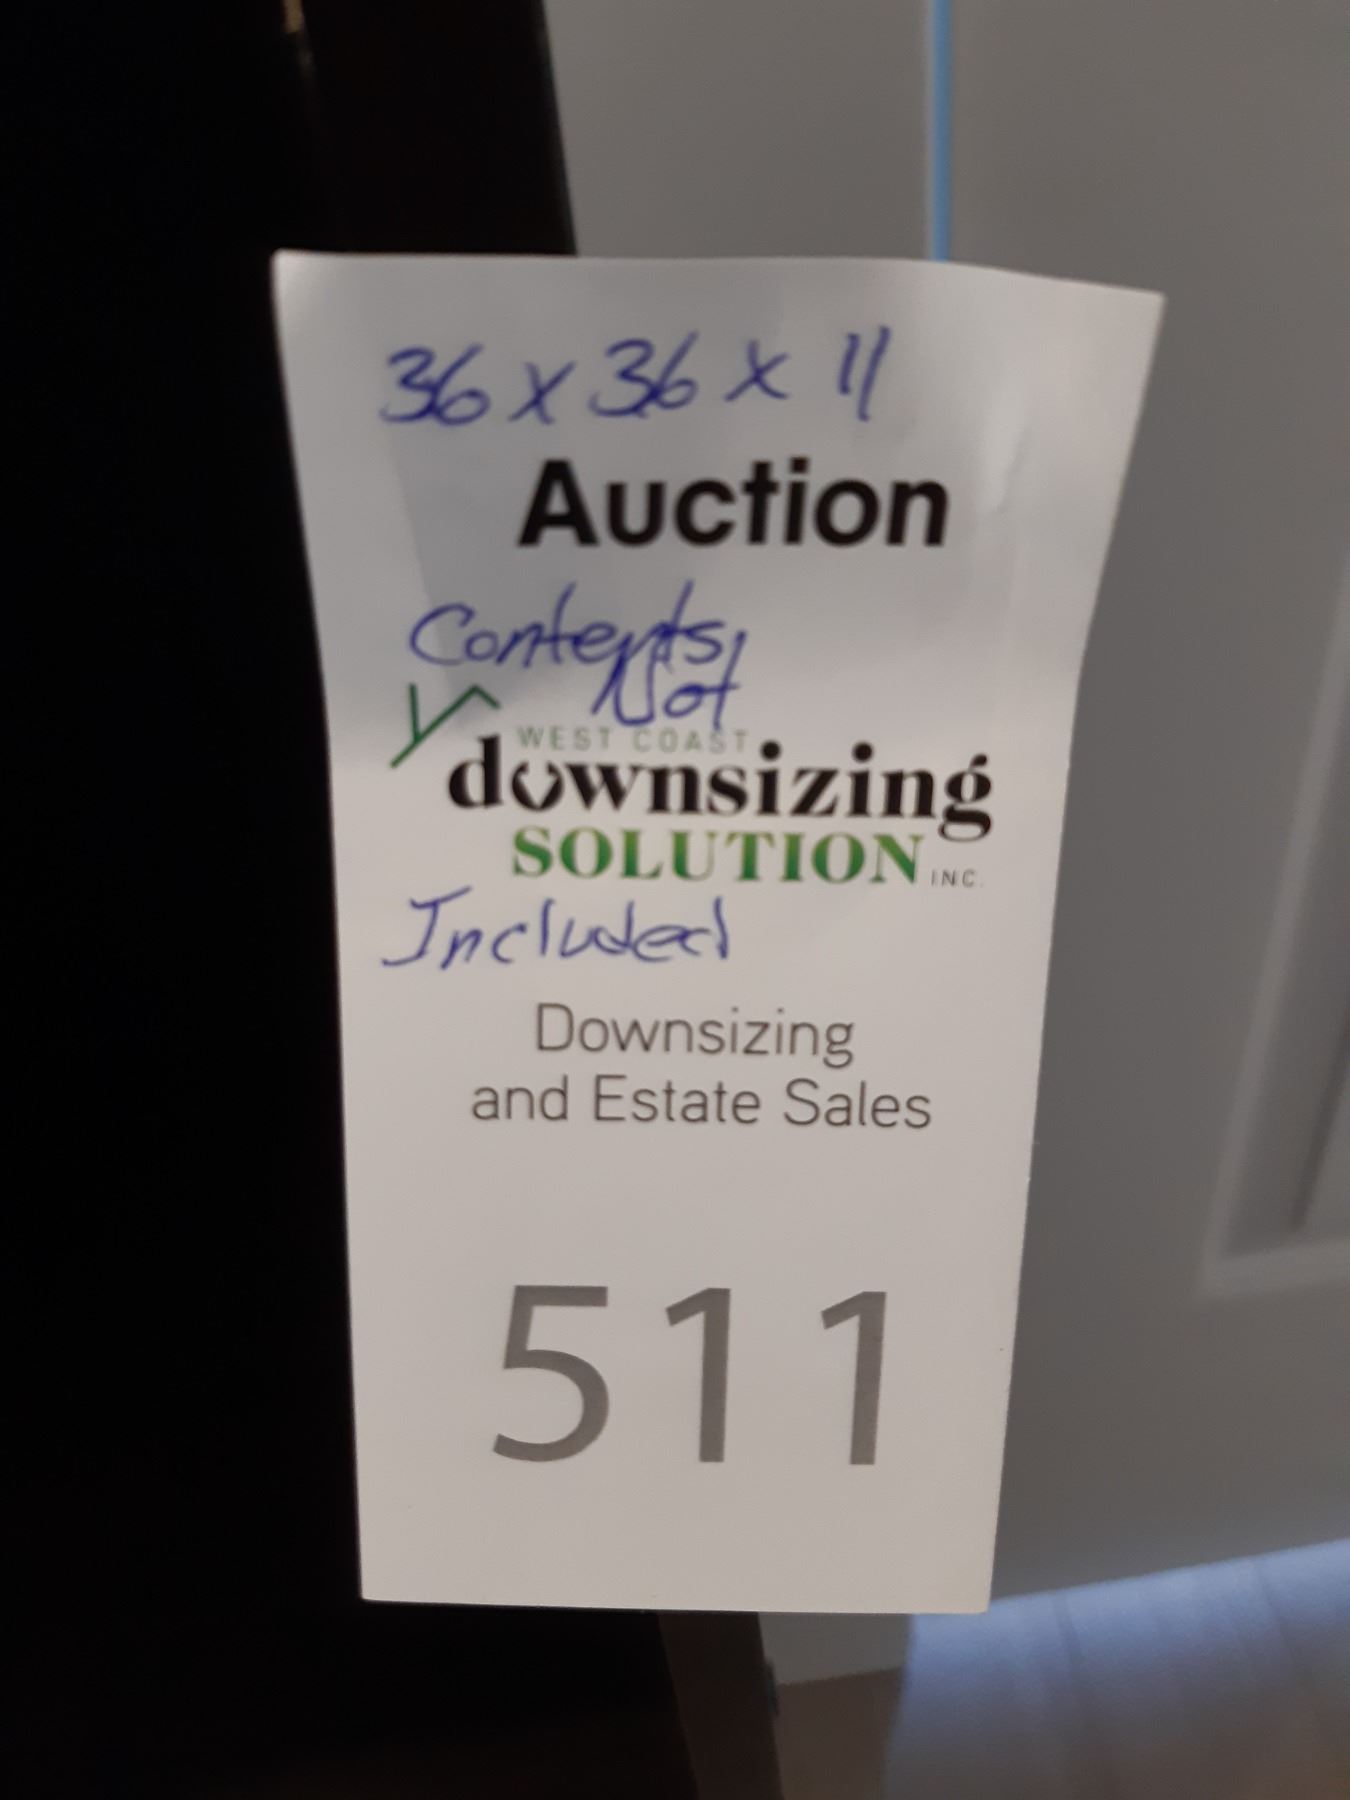 36 x 36 x 11
Auction
Contents,
Not
WEST COAST
downsizing
SOLUTION INC.
Included
Downsizing
and Estate Sales
511